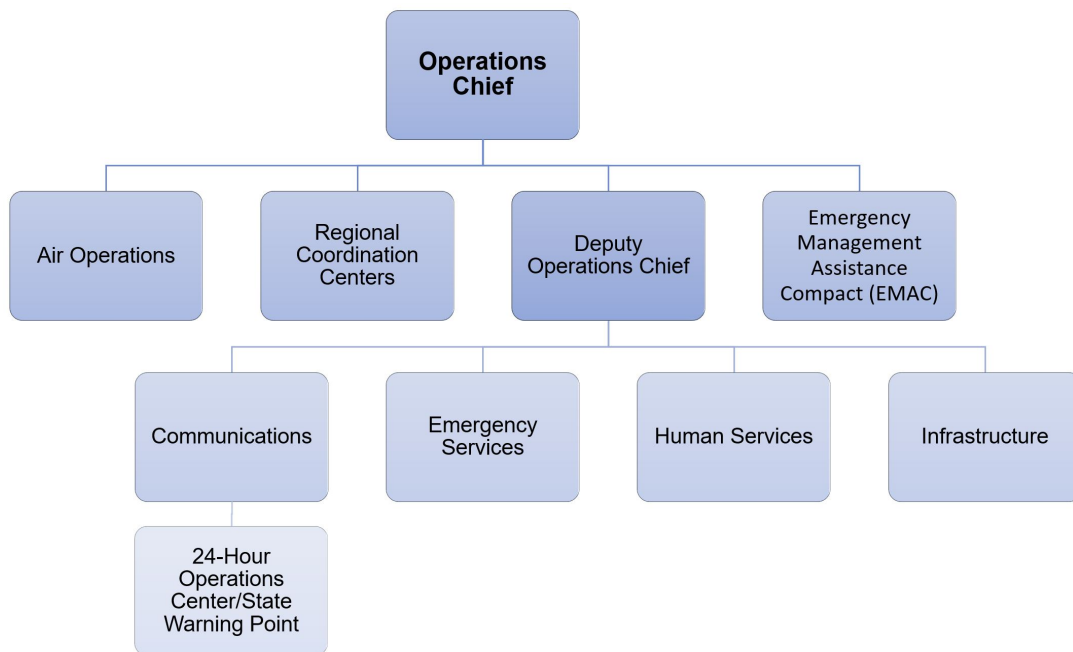 Operations
Chief
Air Operations
Regional
Coordination
Centers
Deputy
Operations Chief
Emergency
Management
Assistance
Compact (EMAC)
Communications
Emergency
Services
Human Services
Infrastructure
24-Hour
Operations
Center/State
Warning Point